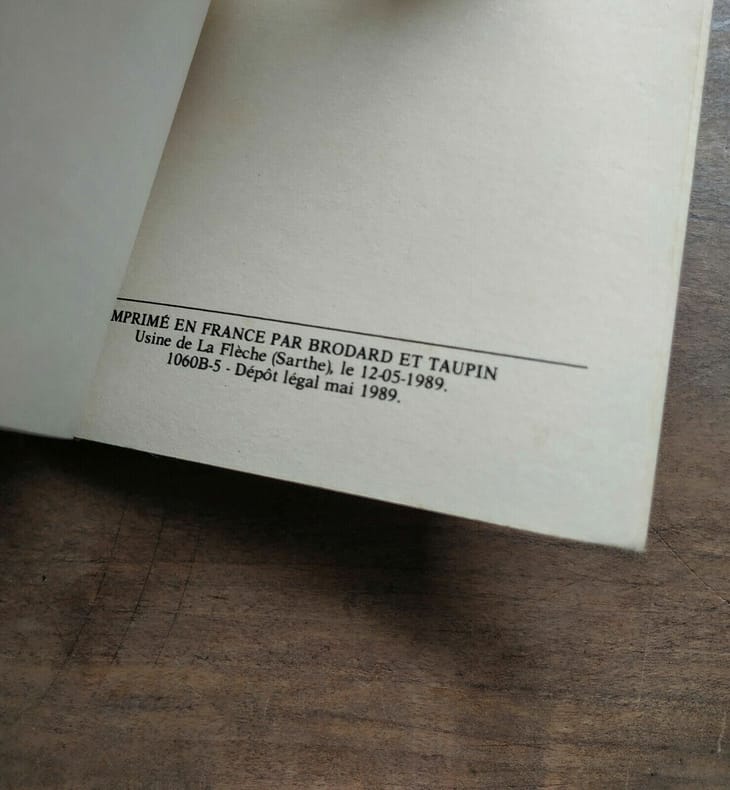 IMPRIMÉ EN FRANCE PAR BRODARD ET TAUPIN
Usine de La Flèche (Sarthe), le 12-05-1989.
1060B-5 - Dépôt légal mai 1989.